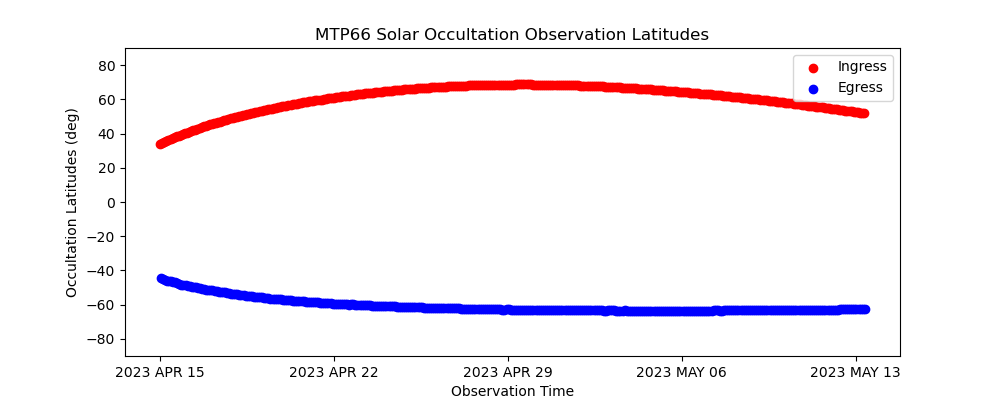 MTP66 Solar Occultation Observation Latitudes
Ingress
Egress
Occultation Latitudes (deg)
80
60
40
20
0
−20
−40
−60
−80
2023 APR 15
2023 APR 22
2023 APR 29
2023 MAY 06
2023 MAY 13
Observation Time